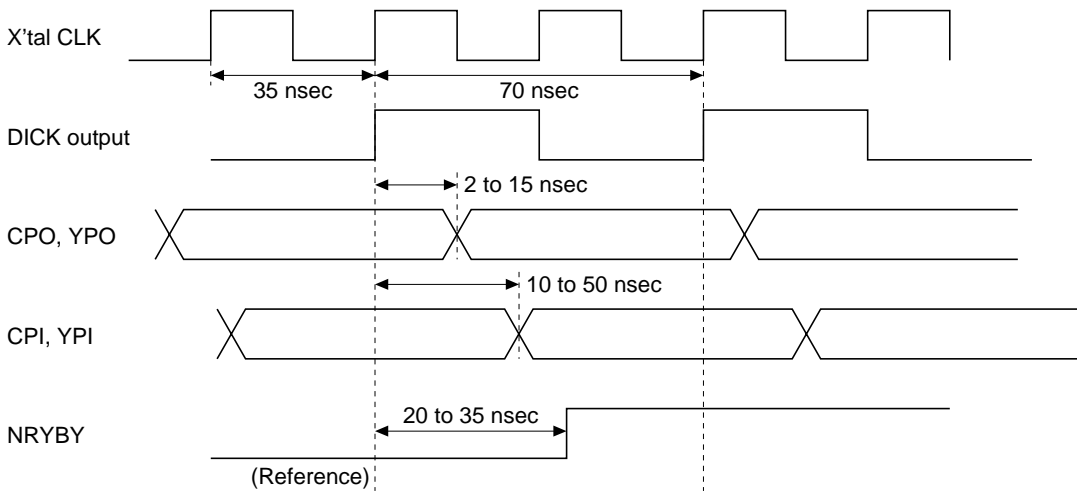 X'tal CLK
35 nsec
70 nsec
DICK output
2 to 15 nsec
CPO, YPO
10 to 50 nsec
CPI, YPI
20 to 35 nsec
NRYBY
(Reference)